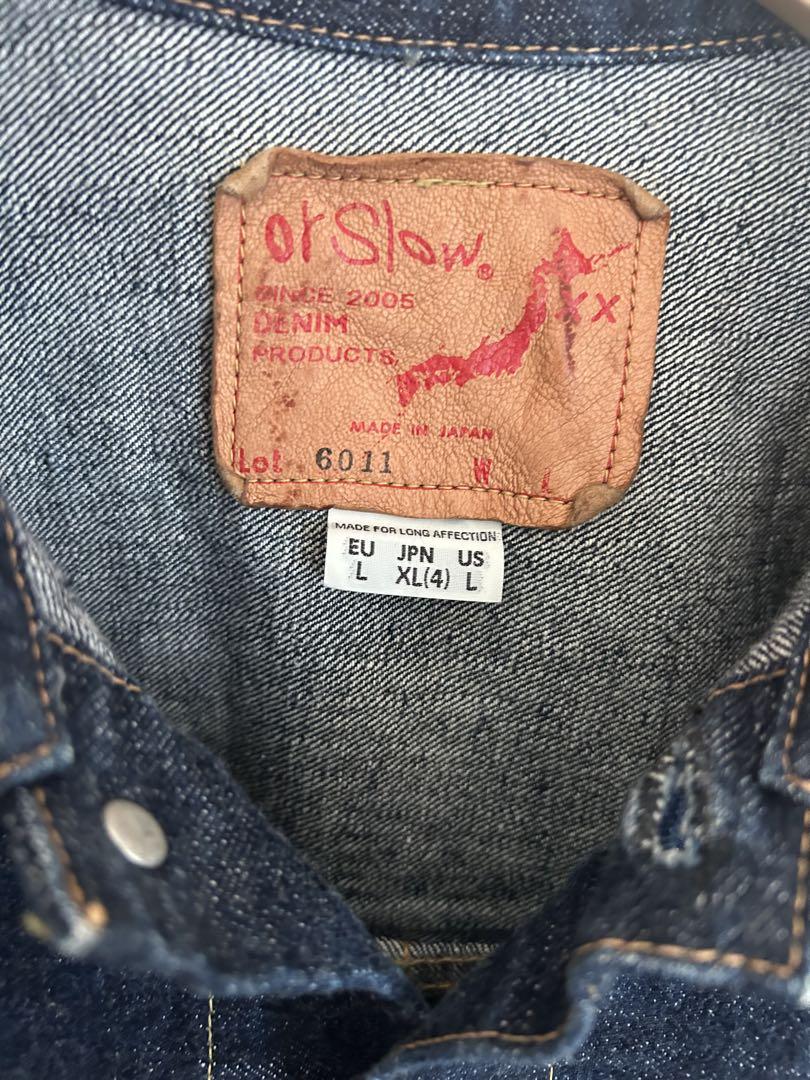 orSlow®
SINCE 2005
DENIM
PRODUCTS.
XX
MADE IN JAPAN
Lot 6011 W L
MADE FOR LONG AFFECTION
EU JPN US
L XL(4) L